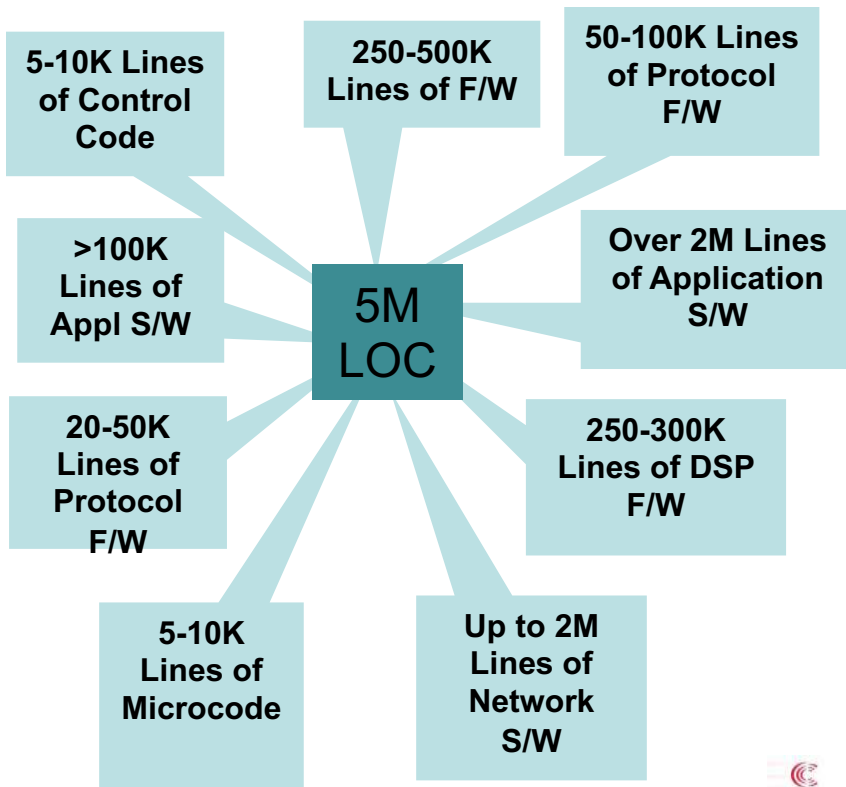 5-10K Lines
of Control
Code
250-500K
Lines of F/W
50-100K Lines
of Protocol
F/W
>100K
Lines of
Appl S/W
5M
LOC
Over 2M Lines
of Application
S/W
20-50K
Lines of
Protocol
F/W
250-300K
Lines of DSP
F/W
5-10K
Lines of
Microcode
Up to 2M
Lines of
Network
S/W